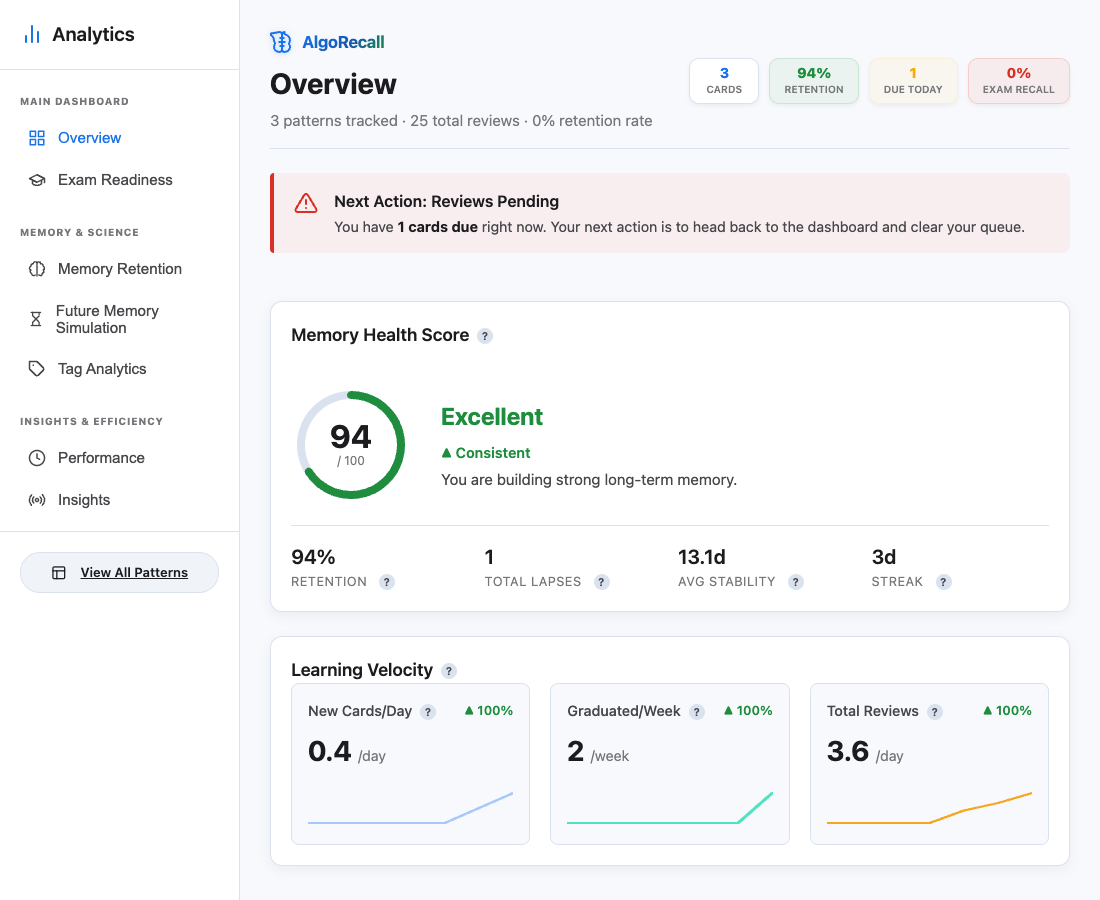 Analytics
MAIN DASHBOARD
Overview
Exam Readiness
MEMORY & SCIENCE
Memory Retention
Future Memory
Simulation
Tag Analytics
INSIGHTS & EFFICIENCY
Performance
Insights
View All Patterns
AlgoRecall
Overview
3 patterns tracked · 25 total reviews · 0% retention rate
3
CARDS
94%
RETENTION
1
DUE TODAY
0%
EXAM RECALL
Next Action: Reviews Pending
You have 1 cards due right now. Your next action is to head back to the dashboard and clear your queue.
Memory Health Score ?
94
/ 100
Excellent
▲ Consistent
You are building strong long-term memory.
94%
RETENTION ?
1
TOTAL LAPSES ?
13.1d
AVG STABILITY ?
3d
STREAK ?
Learning Velocity ?
New Cards/Day ? ▲ 100%
0.4 /day
Graduated/Week ? ▲ 100%
2 /week
Total Reviews ? ▲ 100%
3.6 /day